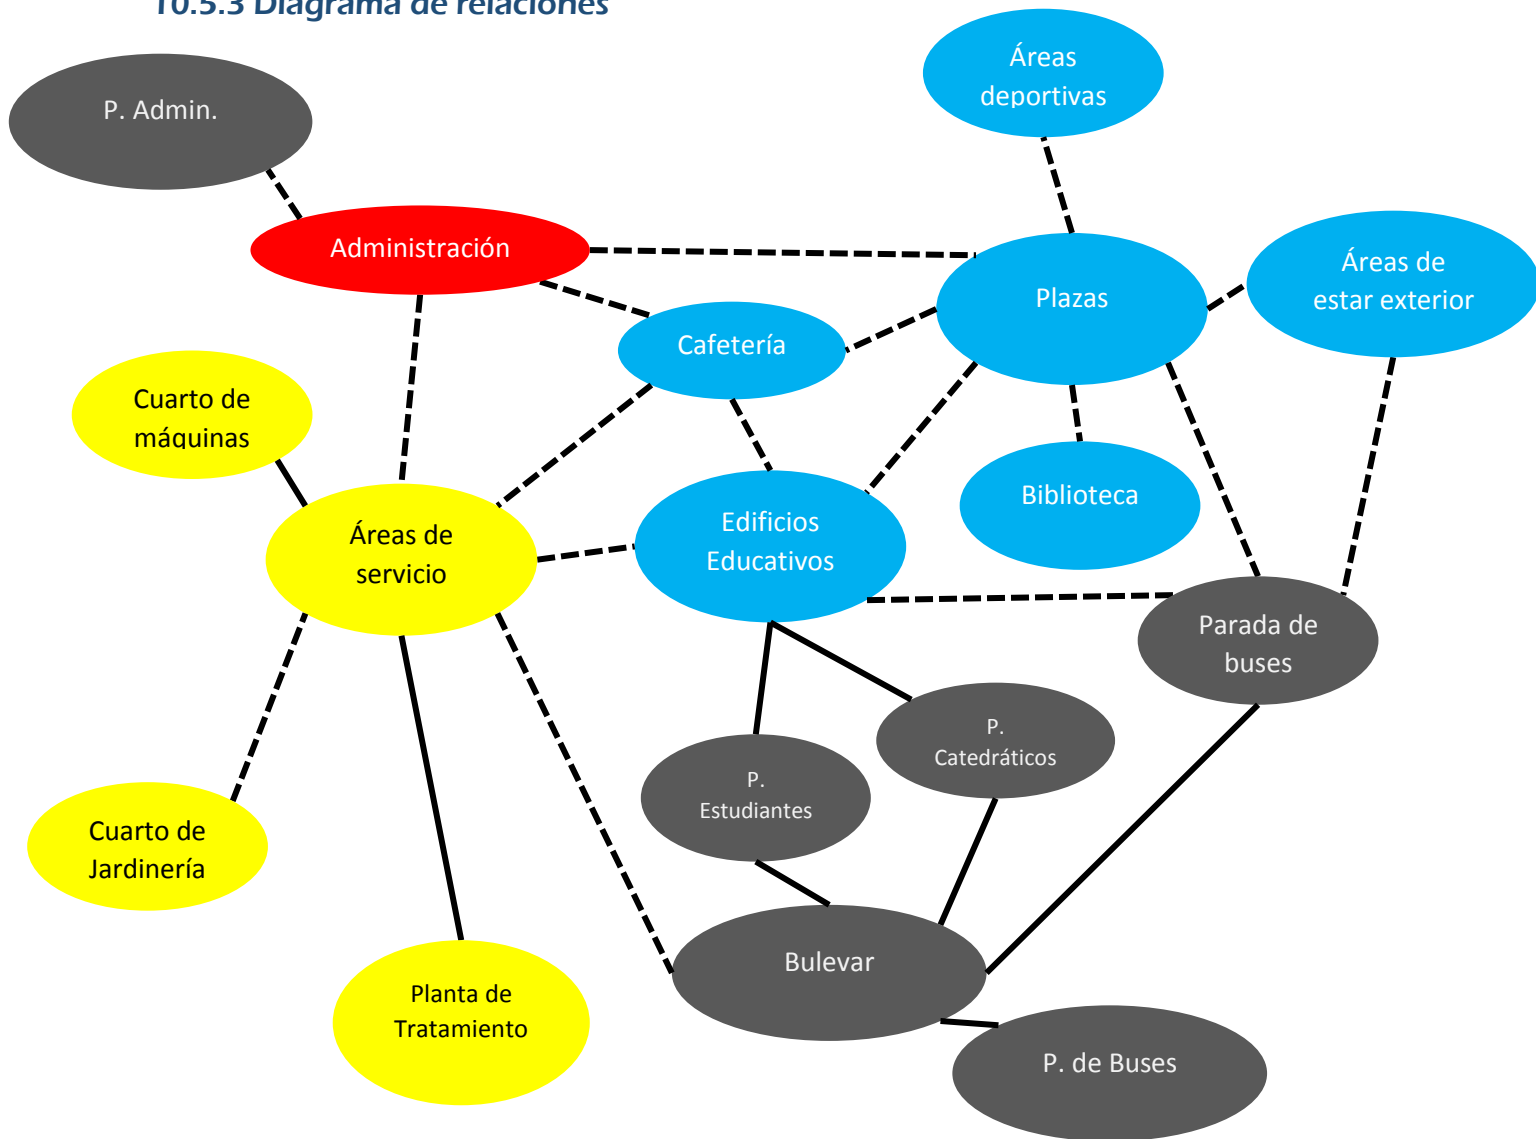 10.5.3 Diagrama de relaciones
Áreas
deportivas
P. Admin.
Administración
Áreas de
estar exterior
Plazas
Cafetería
Cuarto de
máquinas
Biblioteca
Edificios
Educativos
Áreas de
servicio
Parada de
buses
P.
Catedráticos
P.
Estudiantes
Cuarto de
Jardinería
Bulevar
Planta de
Tratamiento
P. de Buses